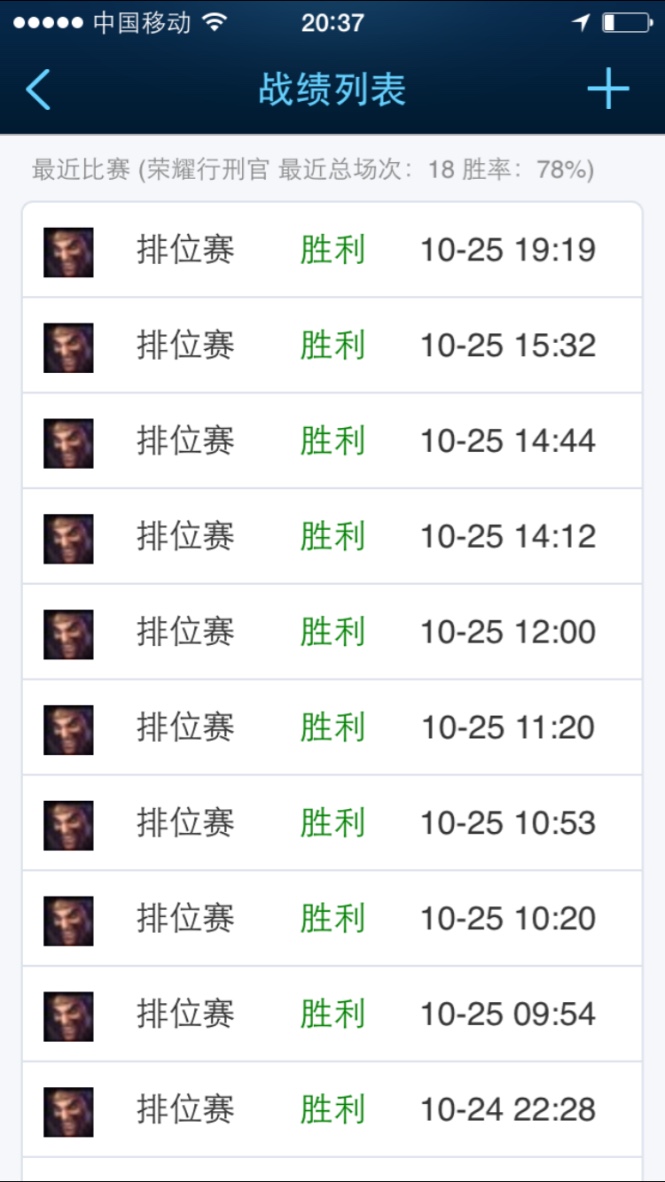 中国移动 20:37
战绩列表
最近比赛 (荣耀行刑官 最近总场次：18 胜率：78%)
排位赛 胜利 10-25 19:19
排位赛 胜利 10-25 15:32
排位赛 胜利 10-25 14:44
排位赛 胜利 10-25 14:12
排位赛 胜利 10-25 12:00
排位赛 胜利 10-25 11:20
排位赛 胜利 10-25 10:53
排位赛 胜利 10-25 10:20
排位赛 胜利 10-25 09:54
排位赛 胜利 10-24 22:28